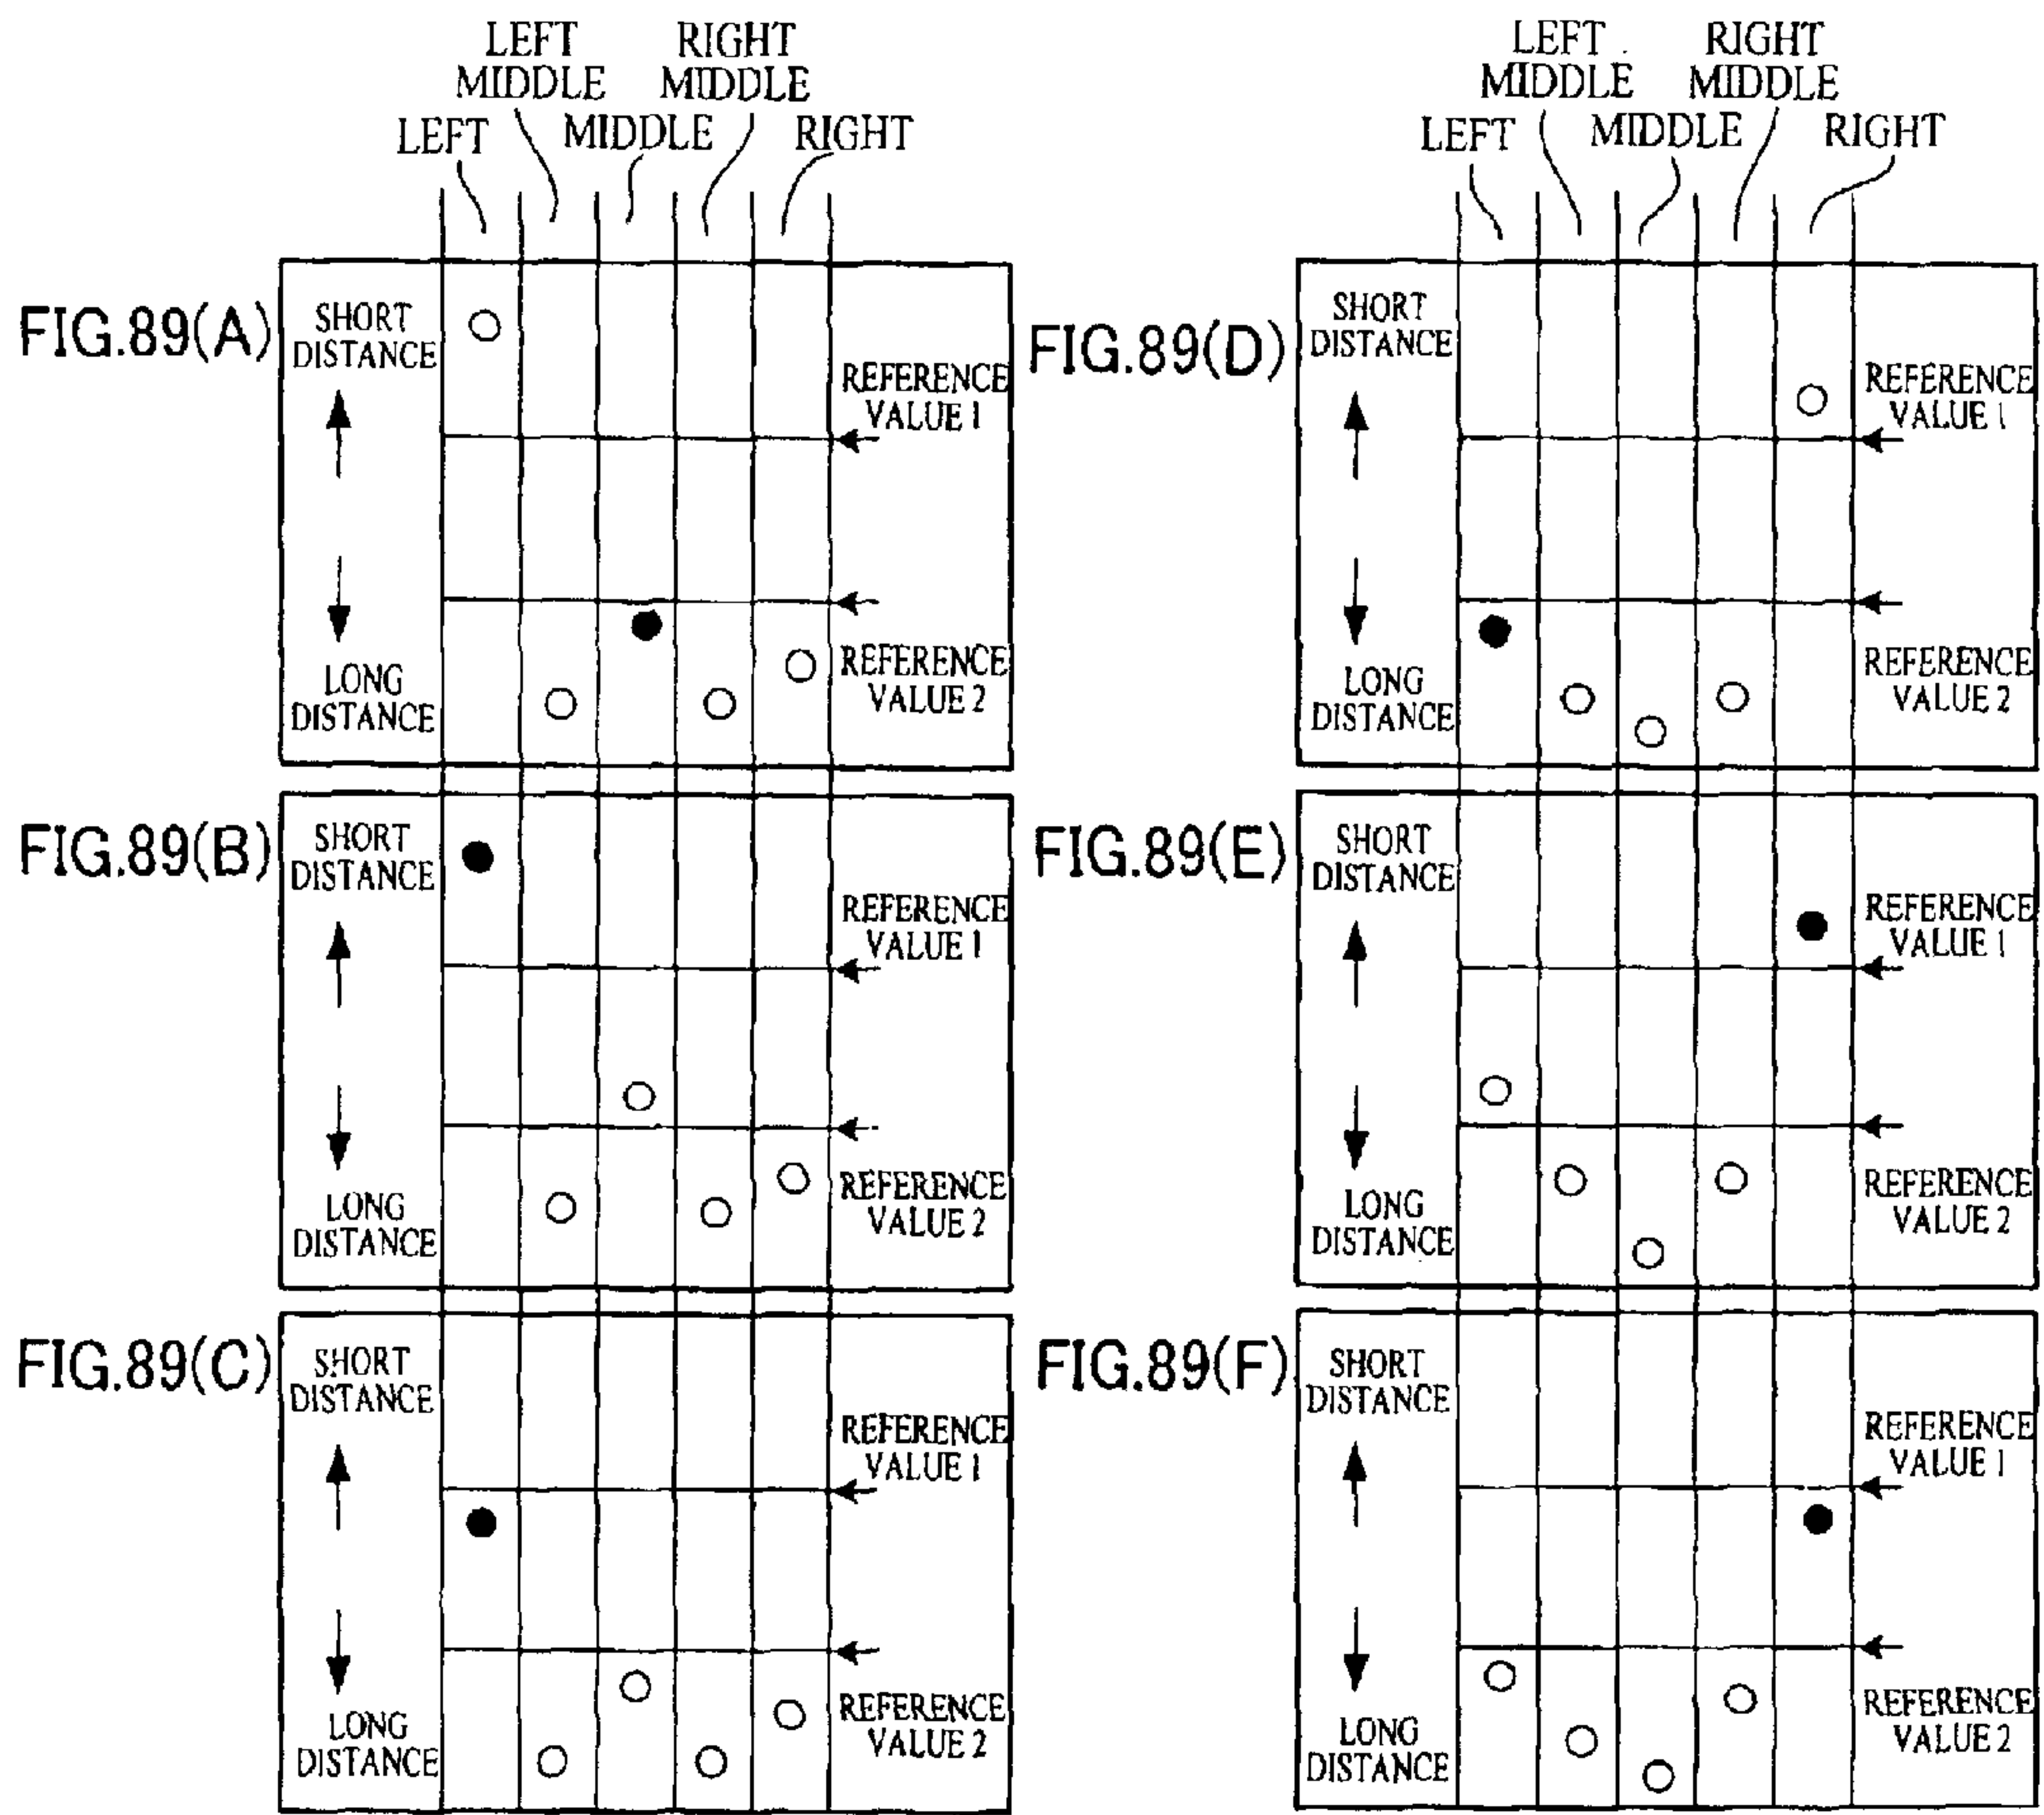 LEFT
MIDDLE
RIGHT
MIDDLE
LEFT
MIDDLE
RIGHT
FIG.89(A)
SHORT
DISTANCE
REFERENCE
VALUE 1
LONG
DISTANCE
REFERENCE
VALUE 2
FIG.89(B)
SHORT
DISTANCE
REFERENCE
VALUE 1
LONG
DISTANCE
REFERENCE
VALUE 2
FIG.89(C)
SHORT
DISTANCE
REFERENCE
VALUE 1
LONG
DISTANCE
REFERENCE
VALUE 2
LEFT
MIDDLE
RIGHT
MIDDLE
LEFT
MIDDLE
RIGHT
FIG.89(D)
SHORT
DISTANCE
REFERENCE
VALUE 1
LONG
DISTANCE
REFERENCE
VALUE 2
FIG.89(E)
SHORT
DISTANCE
REFERENCE
VALUE 1
LONG
DISTANCE
REFERENCE
VALUE 2
FIG.89(F)
SHORT
DISTANCE
REFERENCE
VALUE 1
LONG
DISTANCE
REFERENCE
VALUE 2